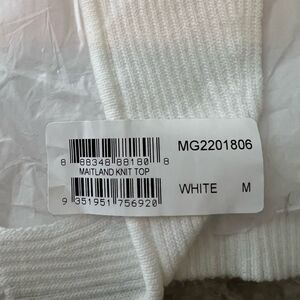 MG2201806
8 88348 88180 8
MAITLAND KNIT TOP
WHITE M
9 351951 756920